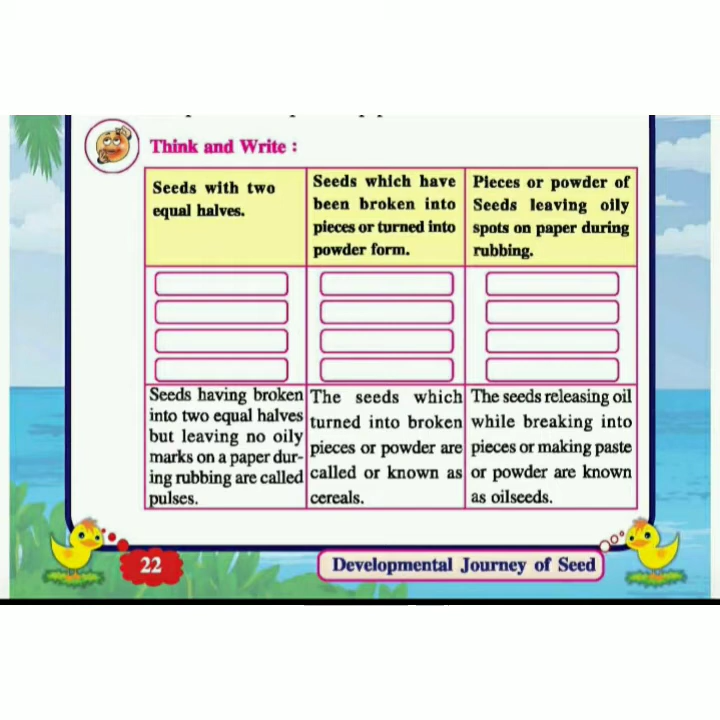 Think and Write :
Seeds with two
equal halves.
Seeds which have
been broken into
pieces or turned into
powder form.
Pieces or powder of
Seeds leaving oily
spots on paper during
rubbing.
Seeds having broken
into two equal halves
but leaving no oily
marks on a paper dur-
ing rubbing are called
pulses.
The seeds which
turned into broken
pieces or powder are
called or known as
cereals.
The seeds releasing oil
while breaking into
pieces or making paste
or powder are known
as oilseeds.
22
Developmental Journey of Seed